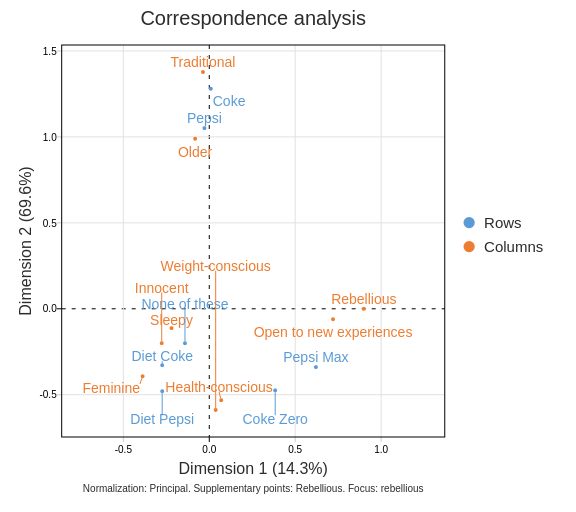 Correspondence analysis
1.5
Traditional
Coke
Pepsi
1.0
Older
0.5
Weight-conscious
Innocent
Rebellious
None of these
0.0
Sleepy
Open to new experiences
Diet Coke
Pepsi Max
Feminine
Health-conscious
-0.5
Diet Pepsi
Coke Zero
-0.5
0.0
0.5
1.0
Dimension 1 (14.3%)
Dimension 2 (69.6%)
Rows
Columns
Normalization: Principal. Supplementary points: Rebellious. Focus: rebellious